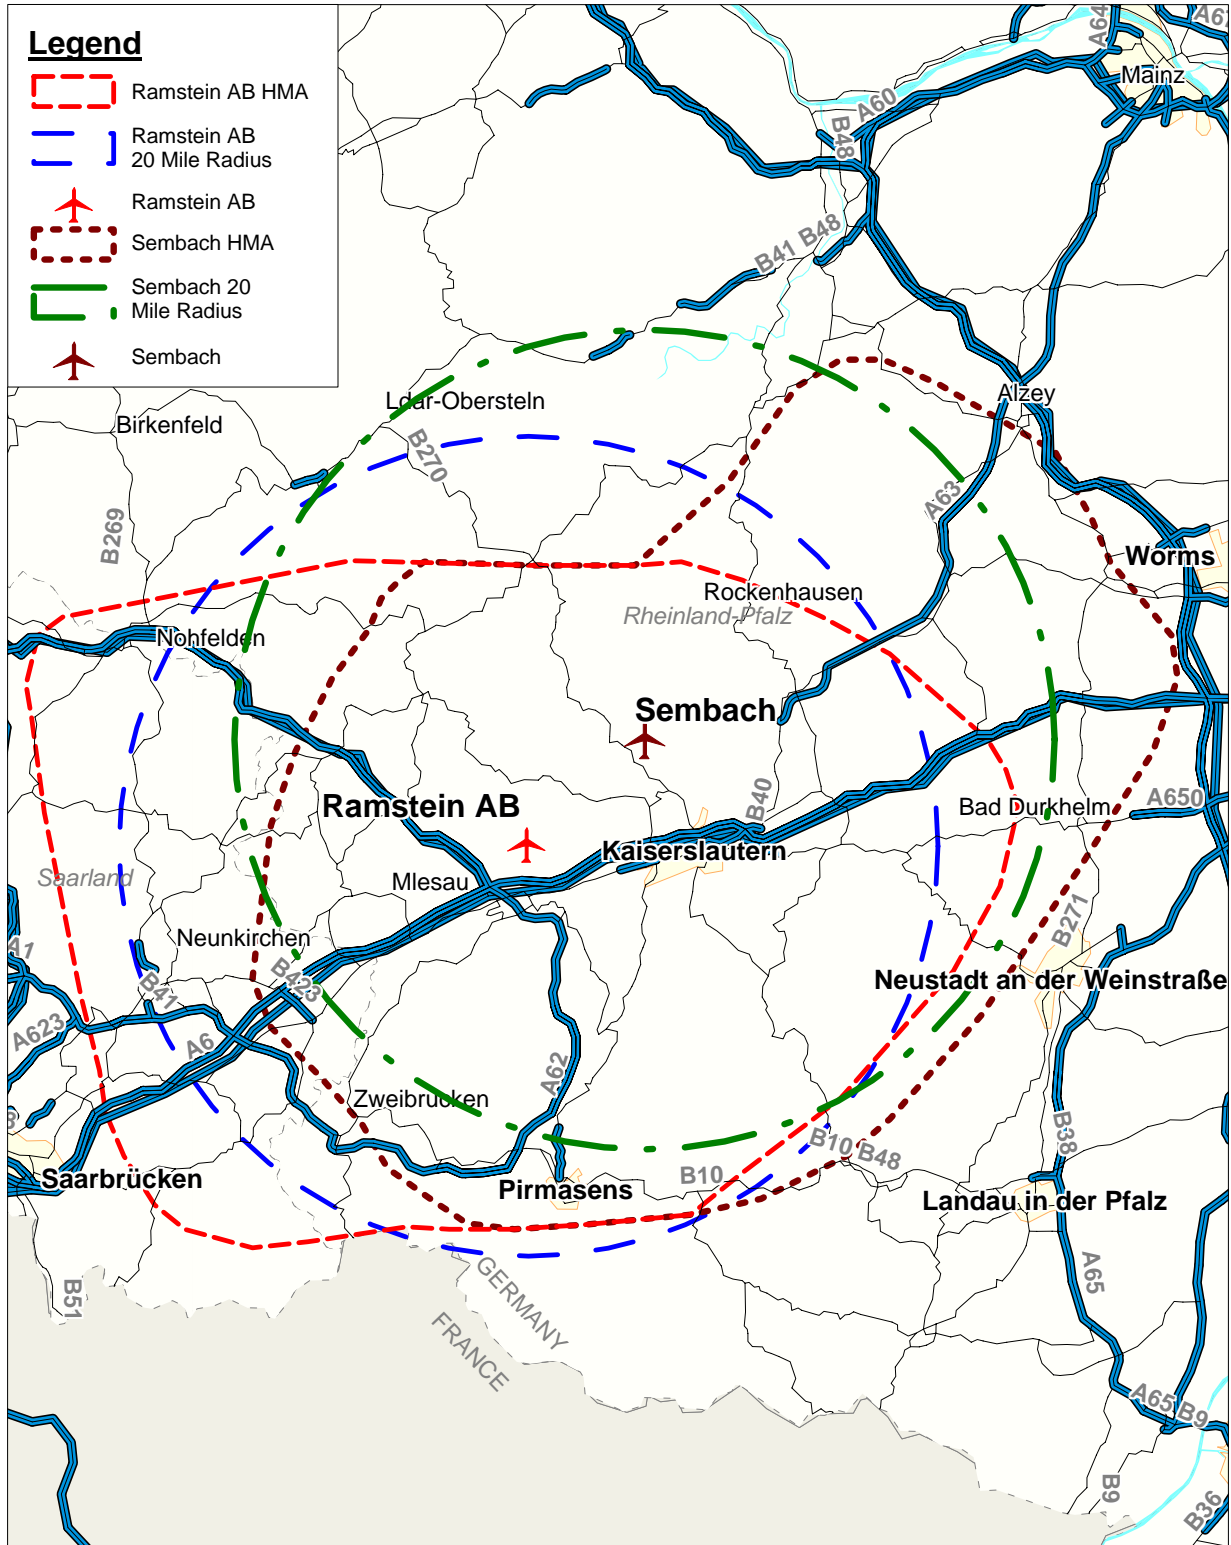 Legend
Ramstein AB HMA
Ramstein AB
20 Mile Radius
Ramstein AB
Sembach HMA
Sembach 20
Mile Radius
Sembach
A64
A60
Mainz
B48
B41 B48
Ldar-Obersteln
Birkenfeld
Alzey
B270
A63
B269
Worms
Rockenhausen
Rheinland-Pfalz
Nohfelden
Sembach
Ramstein AB
B40
Bad Durkhelm
A650
Kaiserslautern
Saarland
Mlesau
Neunkirchen
B271
A1
B423
Neustadt an der Weinstraße
B41
A623
A6
A62
Zweibrucken
B38
B10 B48
Saarbrücken
Pirmasens
B10
Landau in der Pfalz
B51
GERMANY
FRANCE
A65
A65 B9
B9
B36